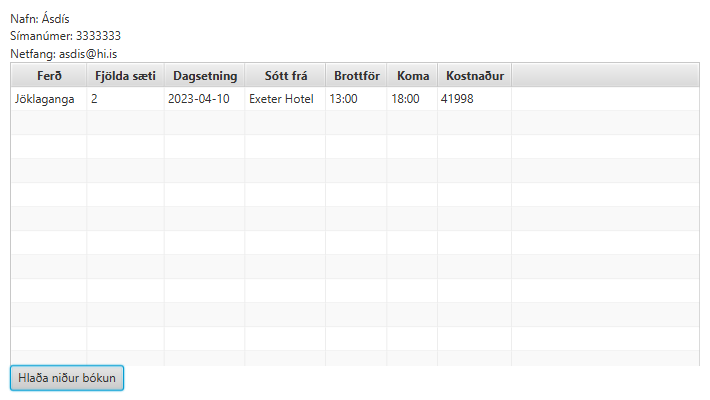 Nafn: Ásdís
Símanúmer: 3333333
Netfang: asdis@hi.is
Ferð Fjölda sæti Dagsetning Sótt frá Brottför Koma Kostnaður
Jöklaganga 2 2023-04-10 Exeter Hotel 13:00 18:00 41998
Hlaða niður bókun